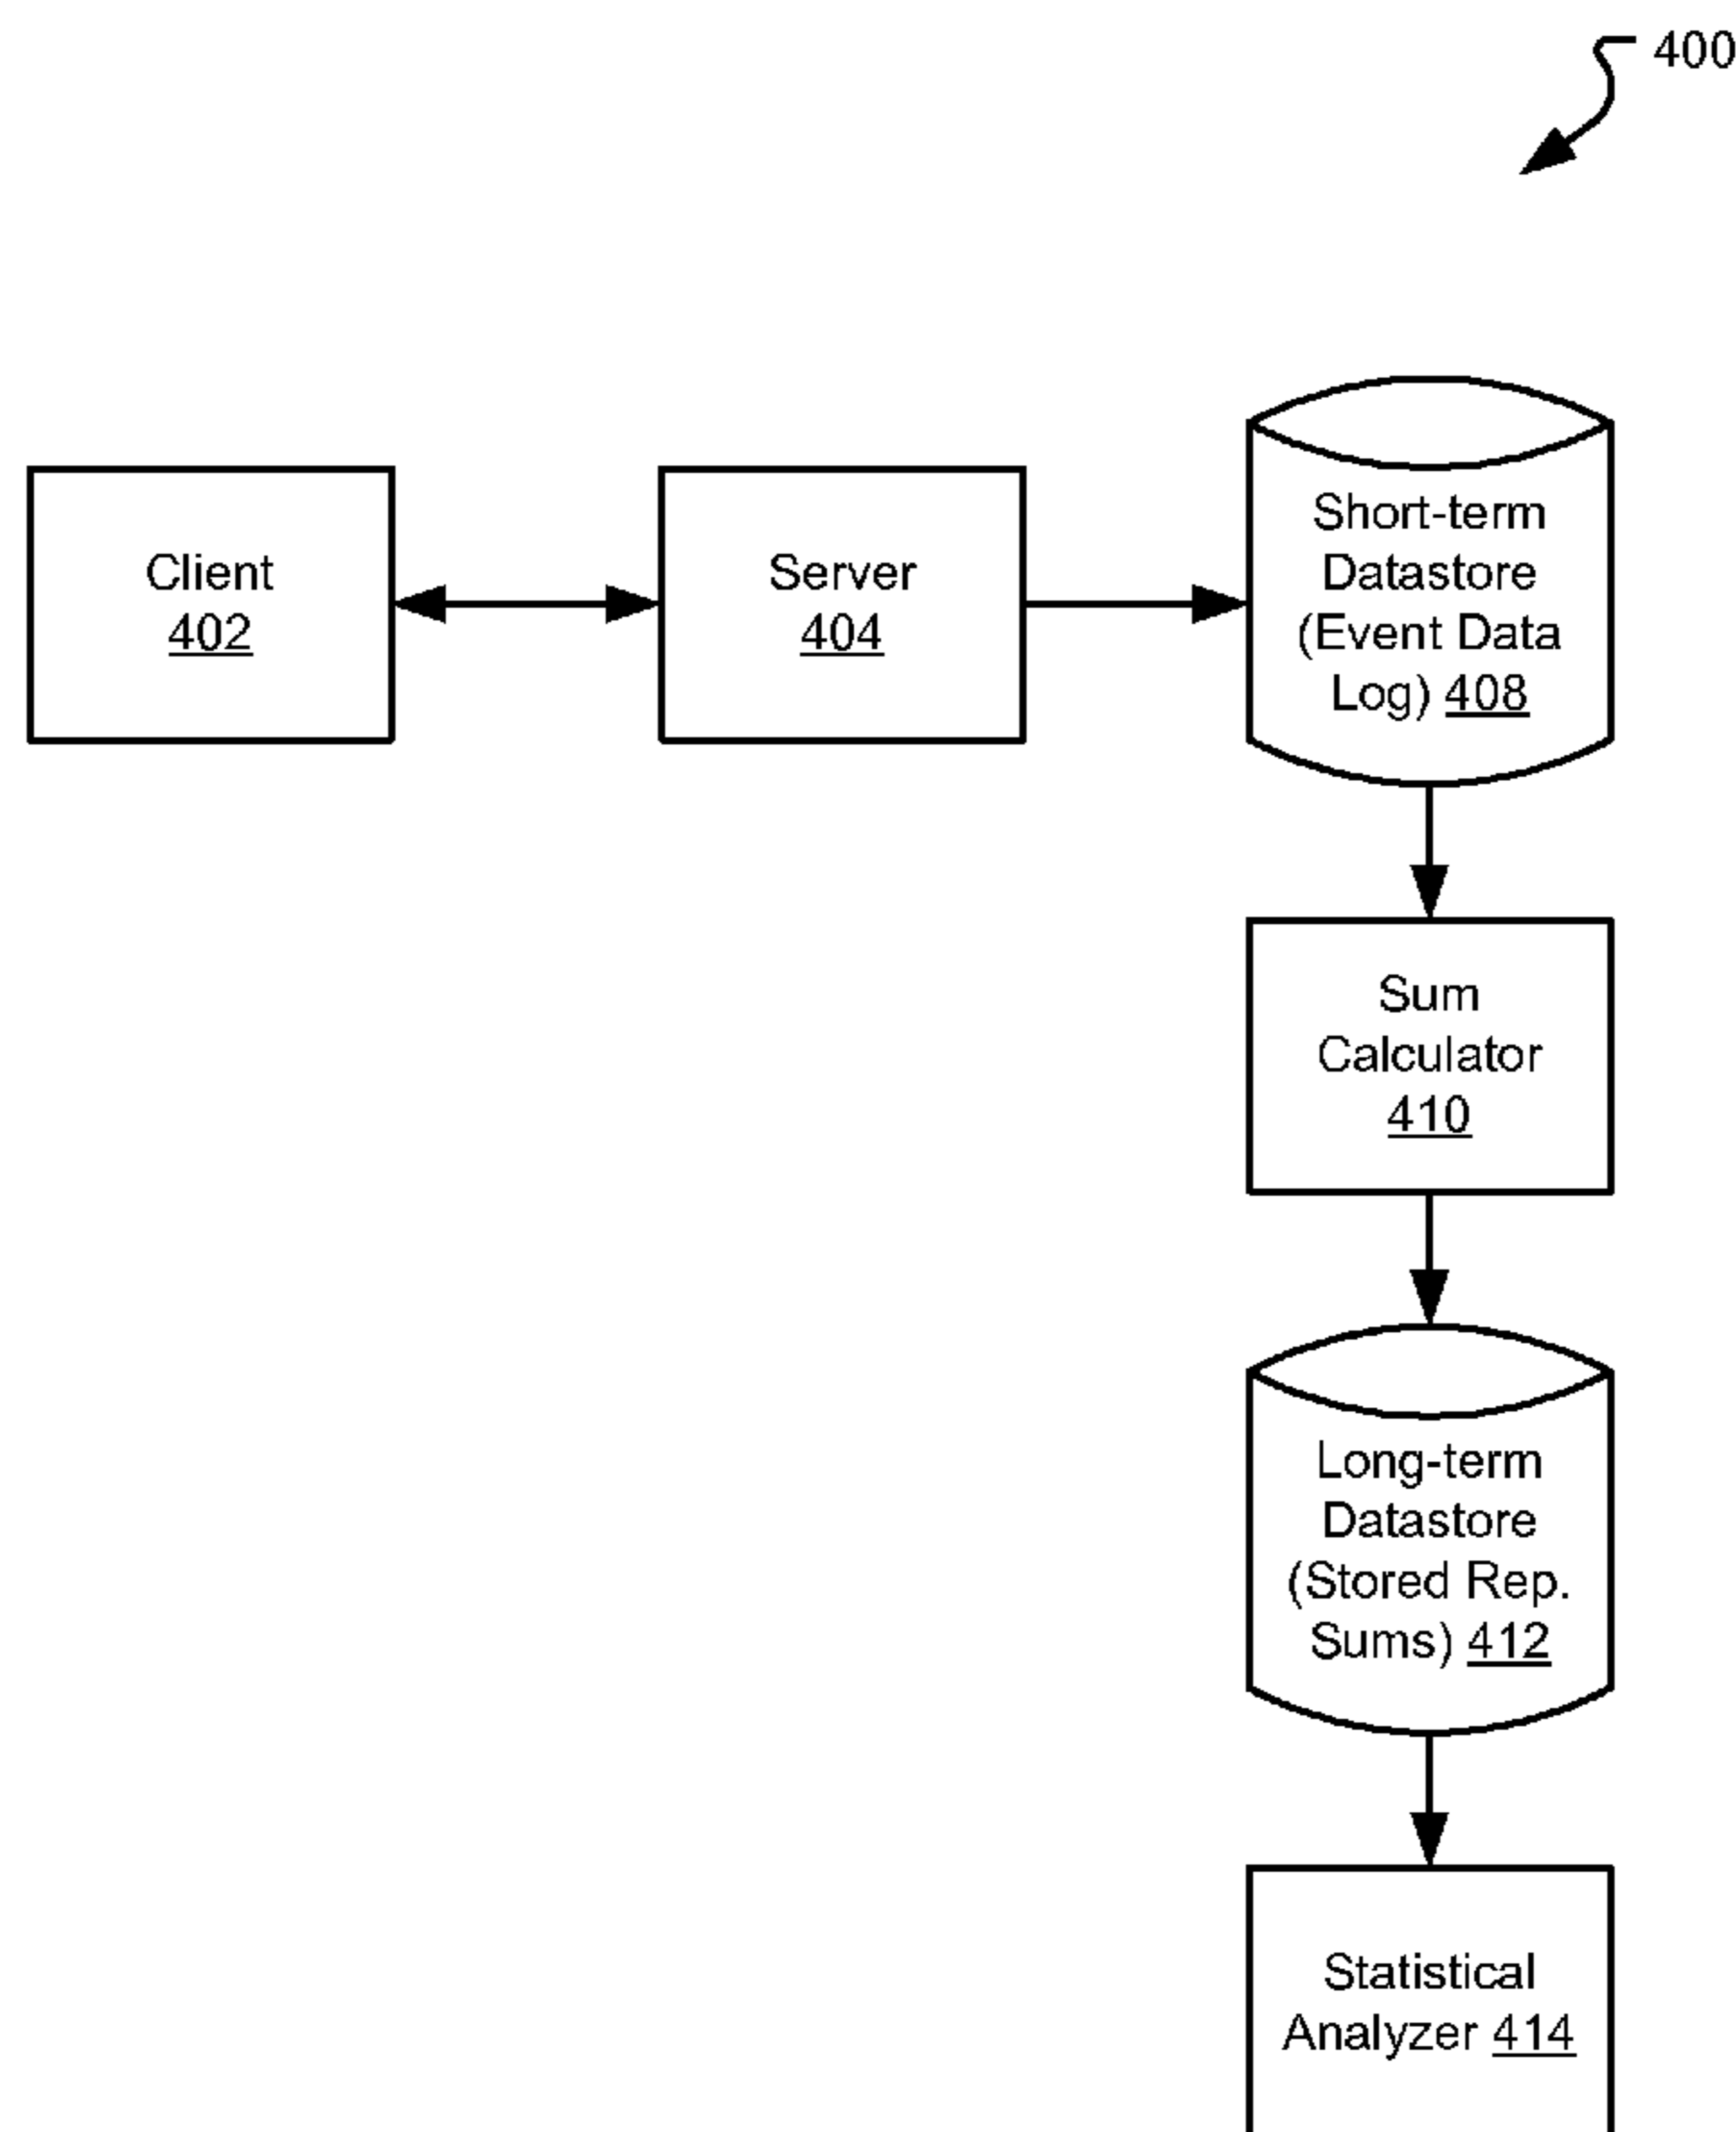 400
Client
402
Server
404
Short-term
Datastore
(Event Data
Log) 408
Sum
Calculator
410
Long-term
Datastore
(Stored Rep.
Sums) 412
Statistical
Analyzer 414